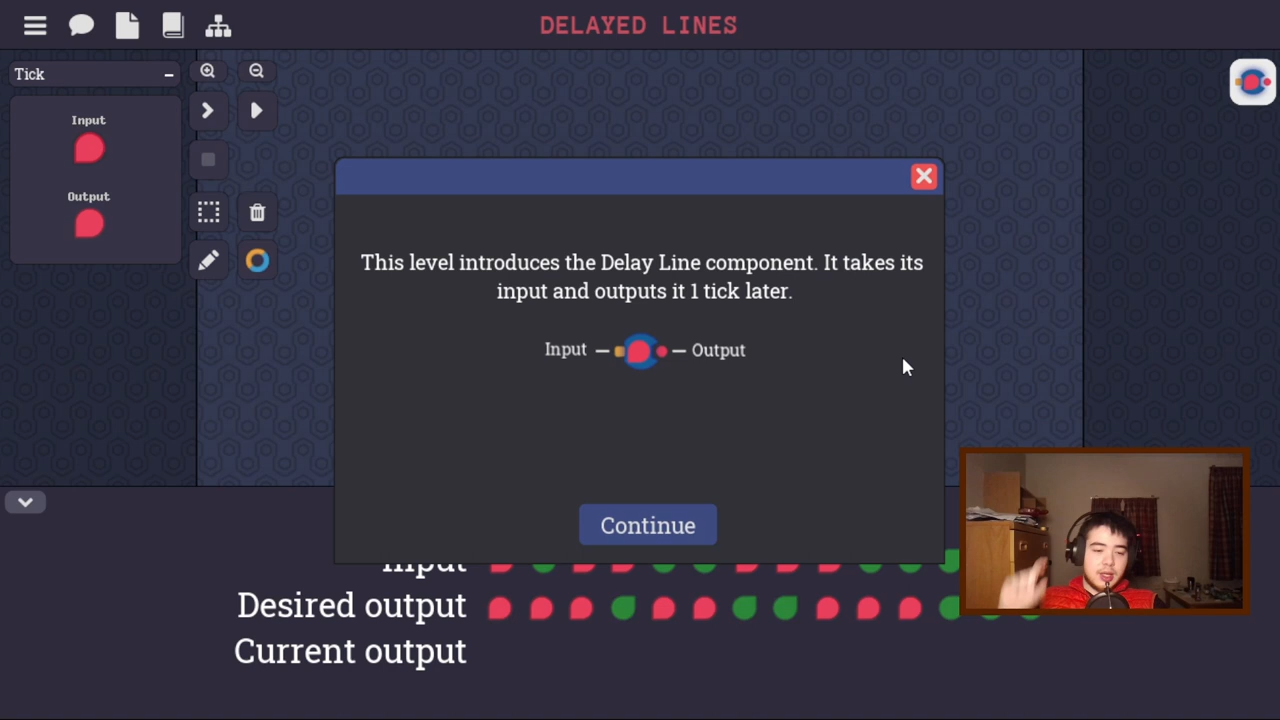 DELAYED LINES
Tick
Input
Output
This level introduces the Delay Line component. It takes its
input and outputs it 1 tick later.
Input
Output
Continue
Input
Desired output
Current output